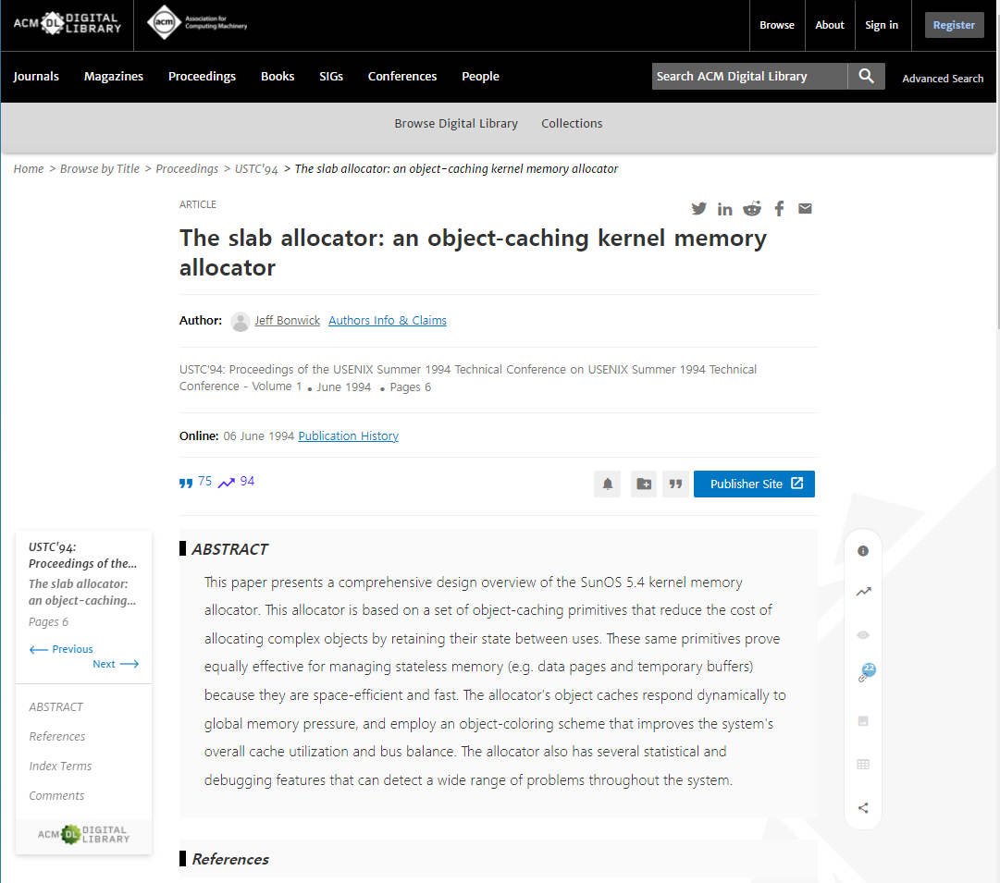 ACM DL DIGITAL LIBRARY
acm Association for Computing Machinery
Browse About Sign in Register
Journals Magazines Proceedings Books SIGs Conferences People
Search ACM Digital Library
Advanced Search
Browse Digital Library Collections
Home > Browse by Title > Proceedings > USTC'94 > The slab allocator: an object-caching kernel memory allocator
ARTICLE
The slab allocator: an object-caching kernel memory
allocator
Author: Jeff Bonwick Authors Info & Claims
USTC'94: Proceedings of the USENIX Summer 1994 Technical Conference on USENIX Summer 1994 Technical
Conference - Volume 1 • June 1994 • Pages 6
Online: 06 June 1994 Publication History
75 94
Publisher Site
USTC'94:
Proceedings of the...
The slab allocator:
an object-caching...
Pages 6
Previous
Next
ABSTRACT
References
Index Terms
Comments
ACM DL DIGITAL LIBRARY
ABSTRACT
This paper presents a comprehensive design overview of the SunOS 5.4 kernel memory
allocator. This allocator is based on a set of object-caching primitives that reduce the cost of
allocating complex objects by retaining their state between uses. These same primitives prove
equally effective for managing stateless memory (e.g. data pages and temporary buffers)
because they are space-efficient and fast. The allocator's object caches respond dynamically to
global memory pressure, and employ an object-coloring scheme that improves the system's
overall cache utilization and bus balance. The allocator also has several statistical and
debugging features that can detect a wide range of problems throughout the system.
22
References